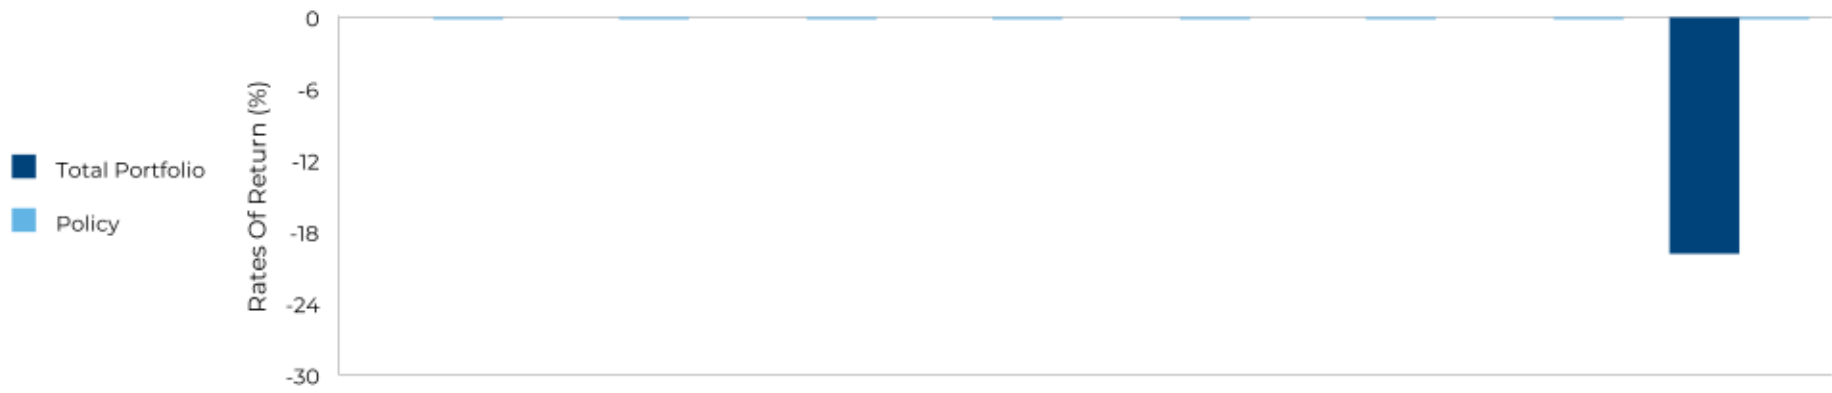 Total Portfolio
Policy
Rates Of Return (%)
0
-6
-12
-18
-24
-30